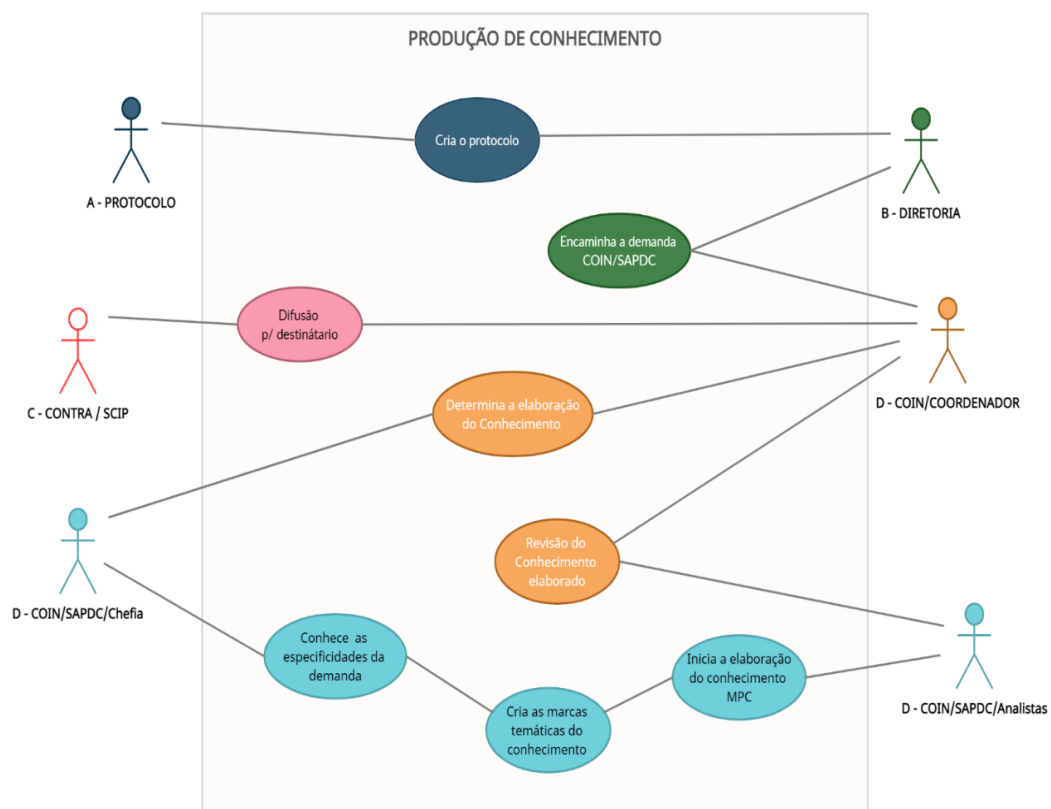 PRODUÇÃO DE CONHECIMENTO
Cria o protocolo
A - PROTOCOLO
B - DIRETORIA
Encaminha a demanda
COIN/SAPDC
Difusão
p/ destinátario
C - CONTRA / SCIP
D - COIN/COORDENADOR
Determina a elaboração
do Conhecimento
Revisão do
Conhecimento
elaborado
D - COIN/SAPDC/Chefia
Conhece as
especificidades da
demanda
Inicia a elaboração
do conhecimento
MPC
Cria as marcas
temáticas do
conhecimento
D - COIN/SAPDC/Analistas